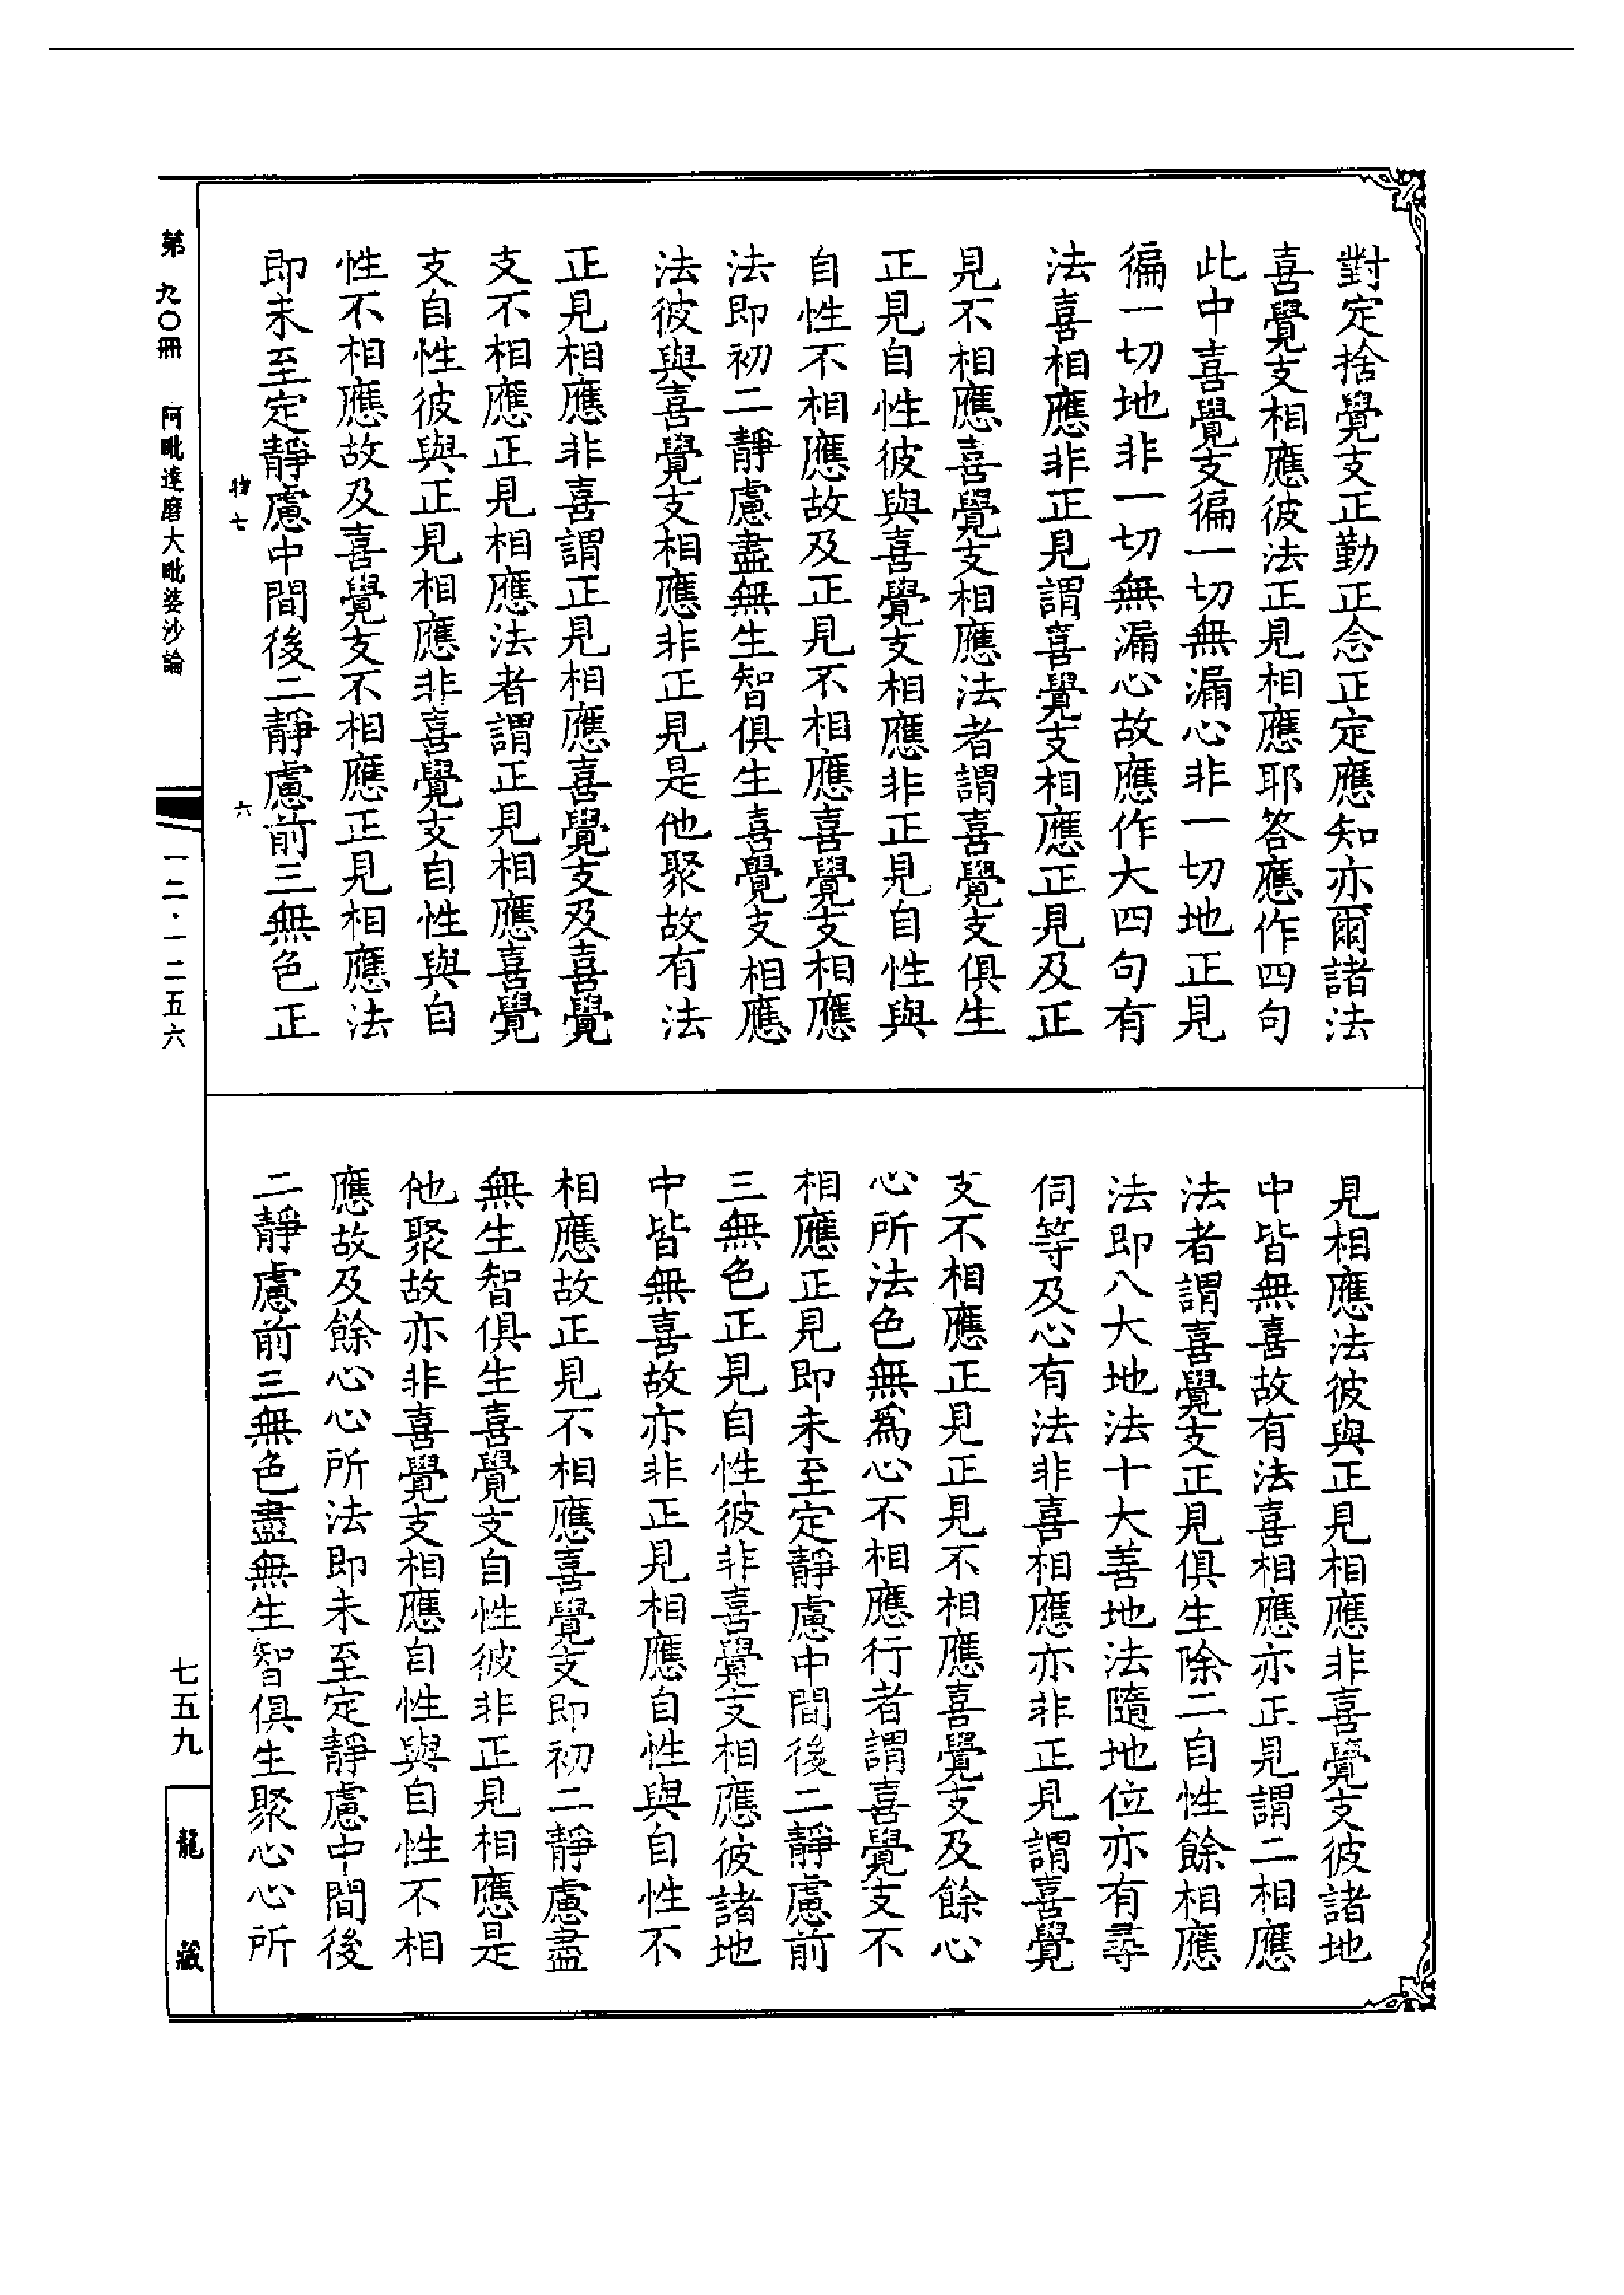 對定捨覺支正勤正念正定應知亦爾諸法
喜覺支相應彼法正見相應耶答應作四句
此中喜覺支徧一切無漏心非一切地正見
徧一切地非一切無漏心故應作大四句有
法喜相應非正見謂喜覺支相應正見及正
見不相應喜覺支相應法者謂喜覺支俱生
正見自性彼與喜覺支相應非正見自性與
自性不相應故及正見不相應喜覺支相應
法即初二靜慮盡無生智俱生喜覺支相應
法彼與喜覺支相應非正見是他聚故有法
正見相應非喜謂正見相應喜覺支及喜覺
支不相應正見相應法者謂正見相應喜覺
支自性彼與正見相應非喜覺支自性與自
性不相應故及喜覺支不相應正見相應法
即未至定靜慮中間後二靜慮前三無色正
見相應法彼與正見相應非喜覺支彼諸地
中皆無喜故有法喜相應亦正見謂二相應
法者謂喜覺支正見俱生除二自性餘相應
法即八大地法十大善地法隨地位亦有尋
伺等及心有法非喜相應亦非正見謂喜覺
支不相應正見正見不相應喜覺支及餘心
心所法色無為心不相應行者謂喜覺支不
相應正見即未至定靜慮中間後二靜慮前
三無色正見自性彼非喜覺支相應彼諸地
中皆無喜故亦非正見相應自性與自性不
相應故正見不相應喜覺支即初二靜慮盡
無生智俱生喜覺支自性彼非正見相應是
他聚故亦非喜覺支相應自性與自性不相
應故及餘心心所法即未至定靜慮中間後
二靜慮前三無色盡無生智俱生聚心心所
物七
六
第九〇冊 阿毗達磨大毗婆沙論
一二·一二五六
七五九
龍藏